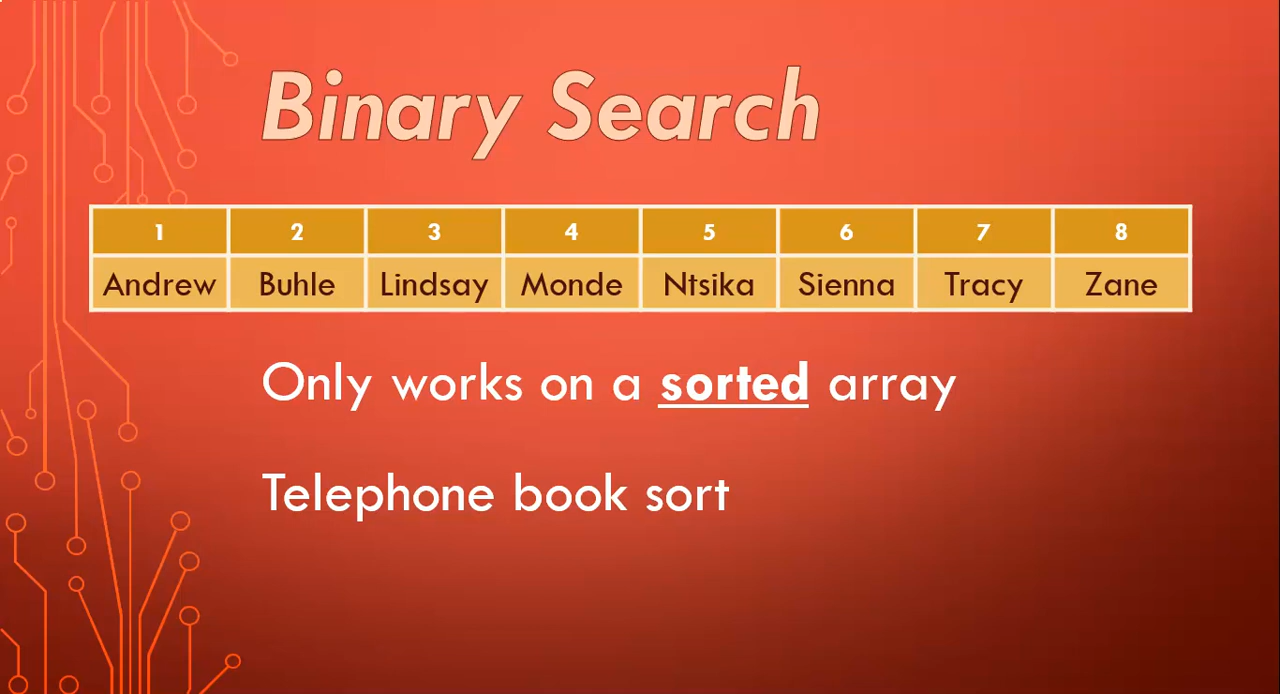 Binary Search
1 2 3 4 5 6 7 8
Andrew Buhle Lindsay Monde Ntsika Sienna Tracy Zane
Only works on a sorted array
Telephone book sort